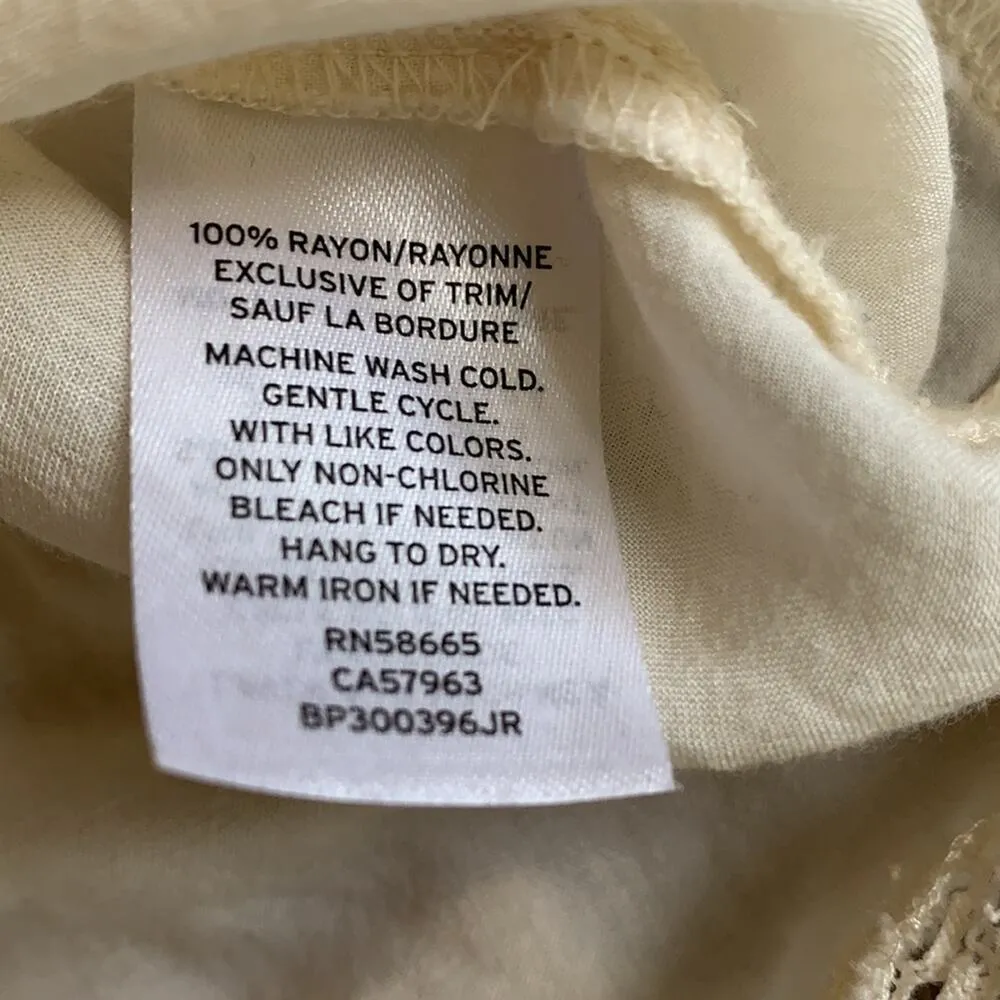 100% RAYON/RAYONNE
EXCLUSIVE OF TRIM/
SAUF LA BORDURE
MACHINE WASH COLD.
GENTLE CYCLE.
WITH LIKE COLORS.
ONLY NON-CHLORINE
BLEACH IF NEEDED.
HANG TO DRY.
WARM IRON IF NEEDED.
RN58665
CA57963
BP300396JR